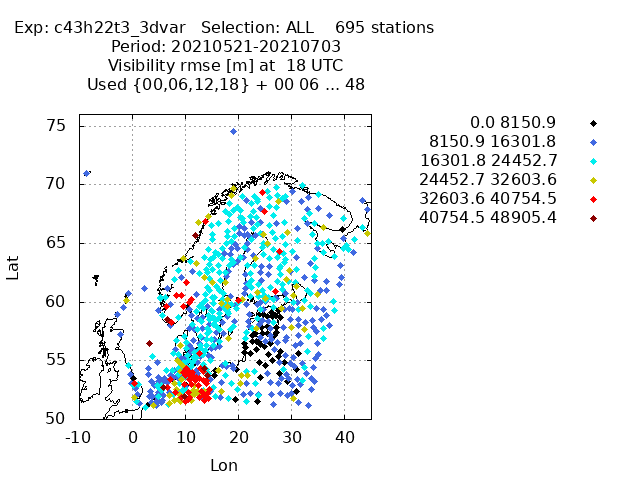 Exp: c43h22t3_3dvar   Selection: ALL    695 stations
Period: 20210521-20210703
Visibility rmse [m] at  18 UTC
Used {00,06,12,18} + 00 06 ... 48
0.0 8150.9
8150.9 16301.8
16301.8 24452.7
24452.7 32603.6
32603.6 40754.5
40754.5 48905.4
75
70
65
60
55
50
Lat
-10 0 10 20 30 40
Lon